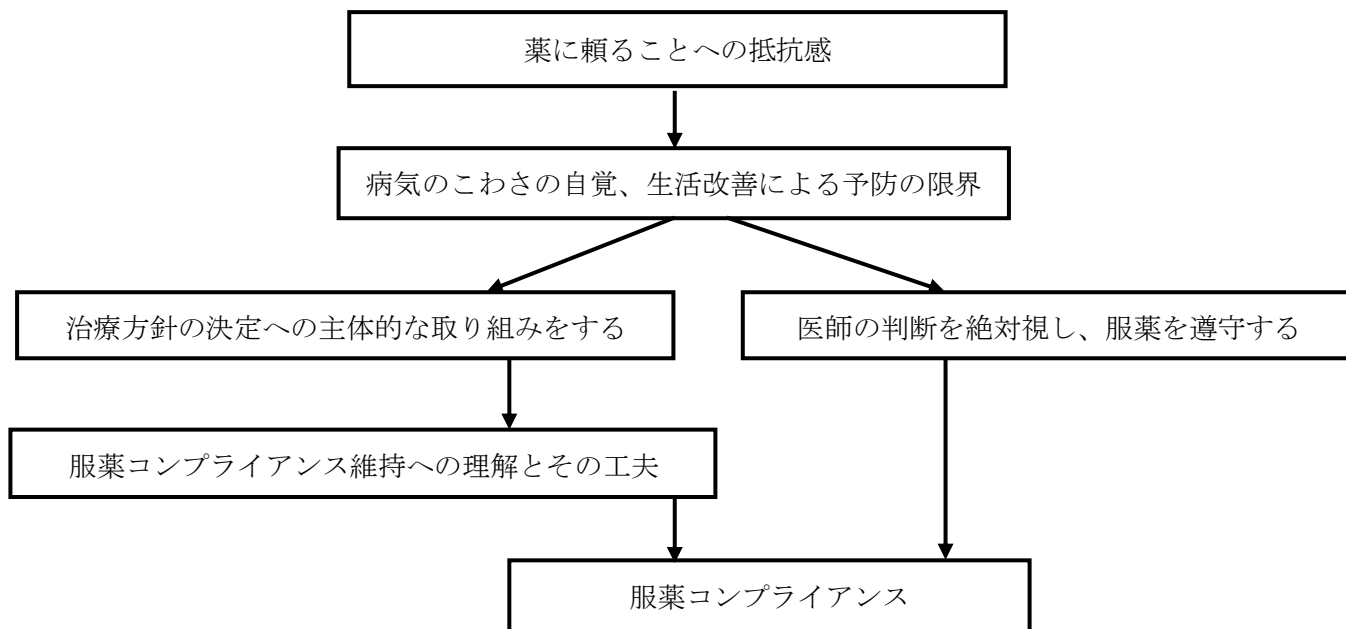 薬に頼ることへの抵抗感
病気のこわさの自覚、生活改善による予防の限界
治療方針の決定への主体的な取り組みをする
医師の判断を絶対視し、服薬を遵守する
服薬コンプライアンス維持への理解とその工夫
服薬コンプライアンス